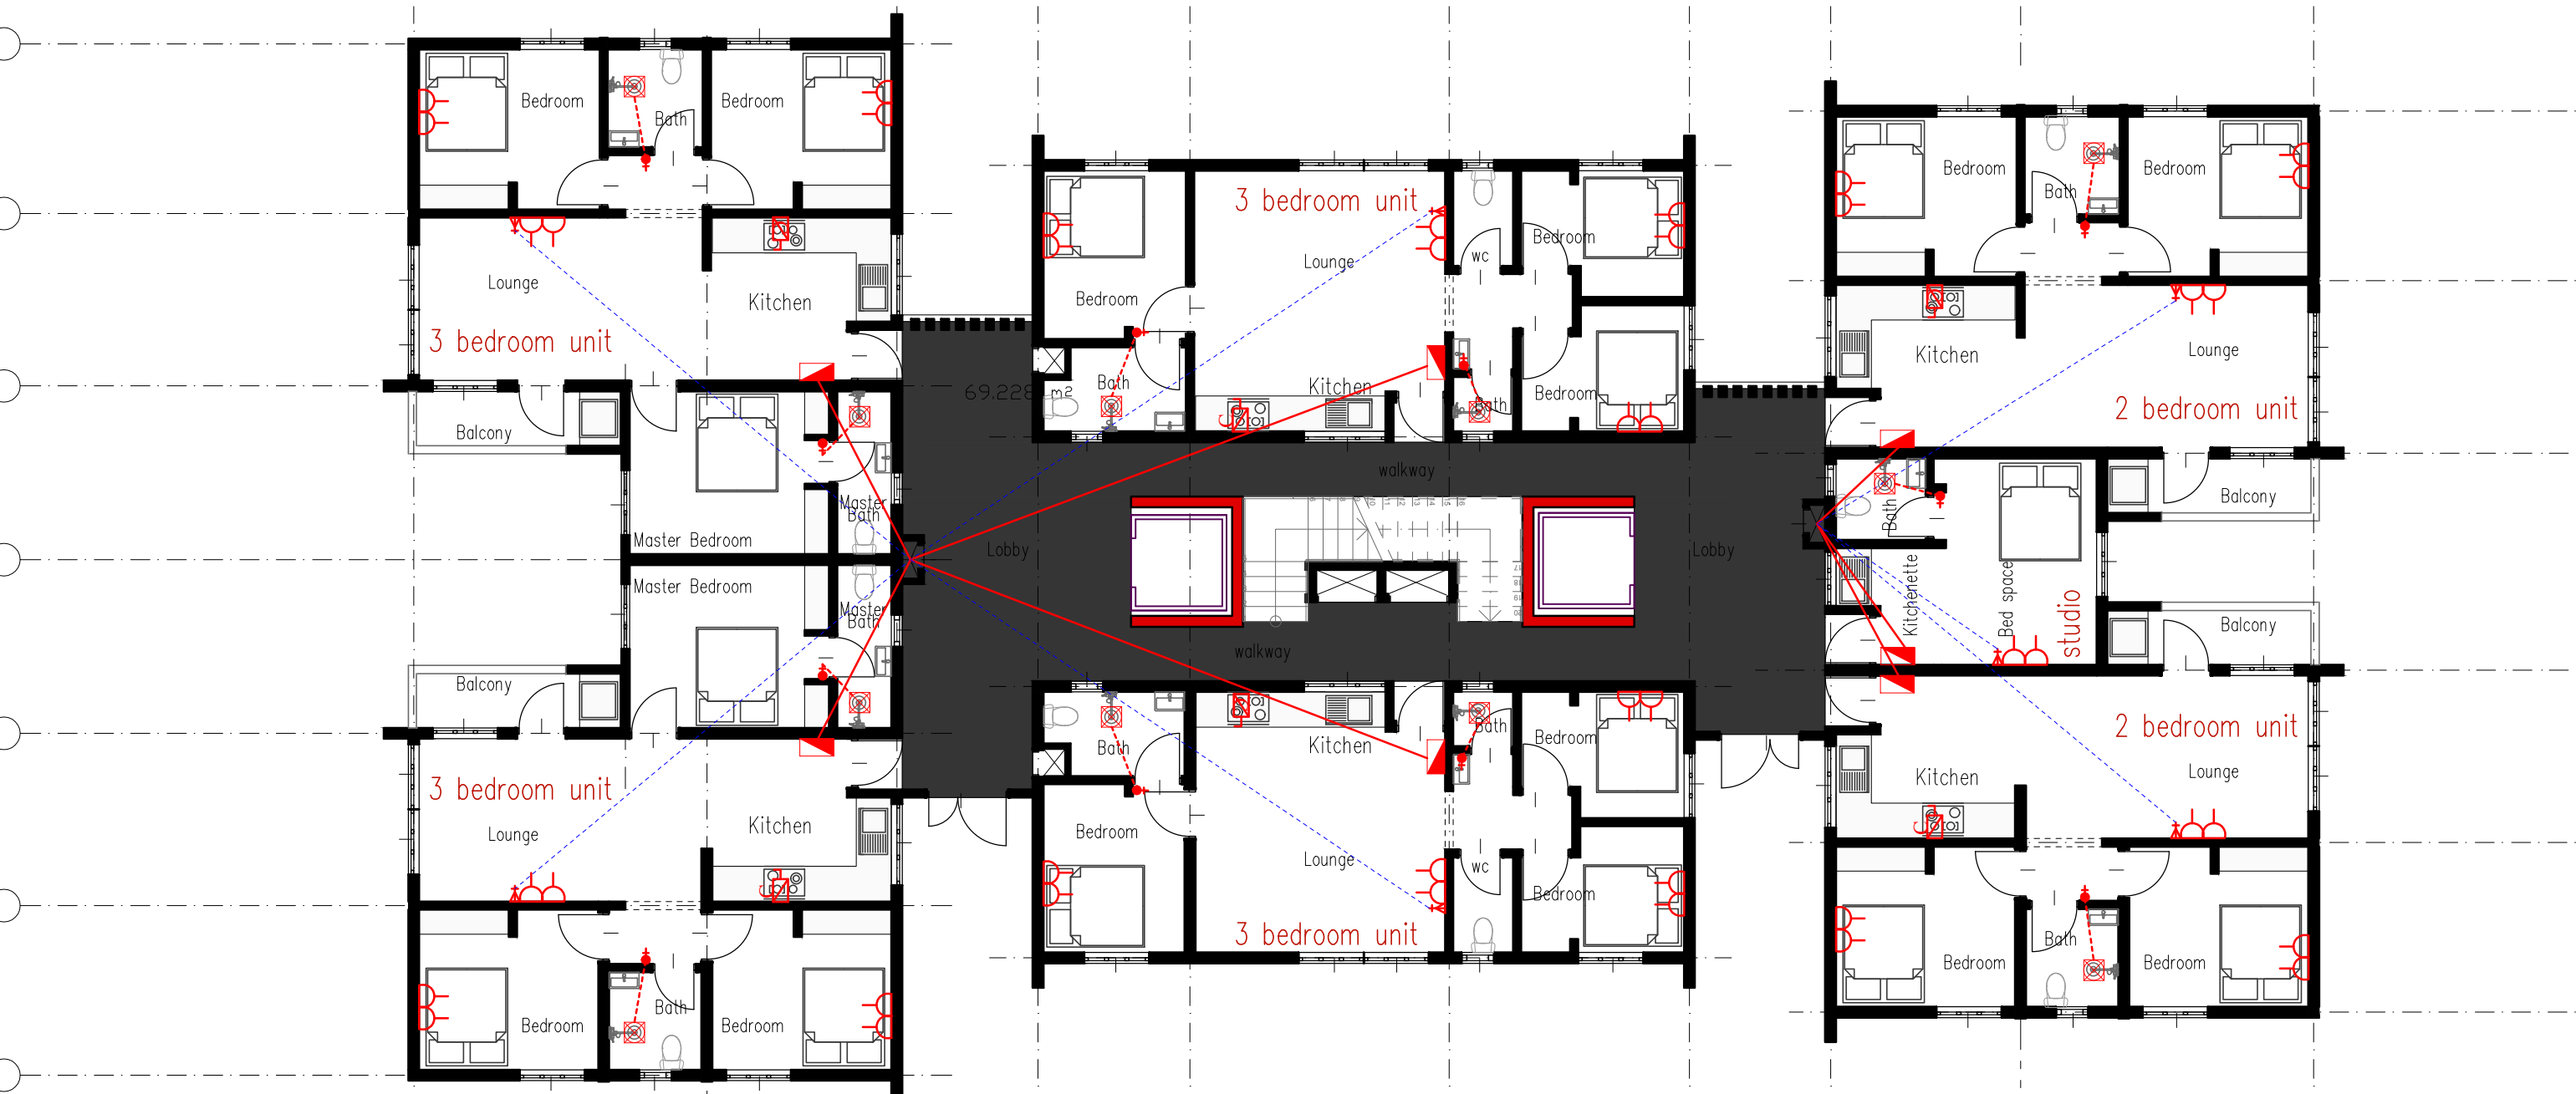 Bedroom
Bath
Bedroom
Lounge
Kitchen
3 bedroom unit
Balcony
Master Bedroom
Master
Bath
Master Bedroom
Master
Bath
Balcony
3 bedroom unit
Lounge
Kitchen
Bedroom
Bath
Bedroom
3 bedroom unit
Lounge
wc
Bedroom
Bedroom
Bath
Kitchen
Bath
Bedroom
69.228 m2
walkway
Lobby
Lobby
walkway
Bath
Kitchen
Bath
Bedroom
Bedroom
Lounge
wc
Bedroom
3 bedroom unit
Bedroom
Bath
Bedroom
Kitchen
Lounge
2 bedroom unit
Bath
Balcony
Kitchenette
Bed space
studio
Balcony
2 bedroom unit
Kitchen
Lounge
Bedroom
Bath
Bedroom